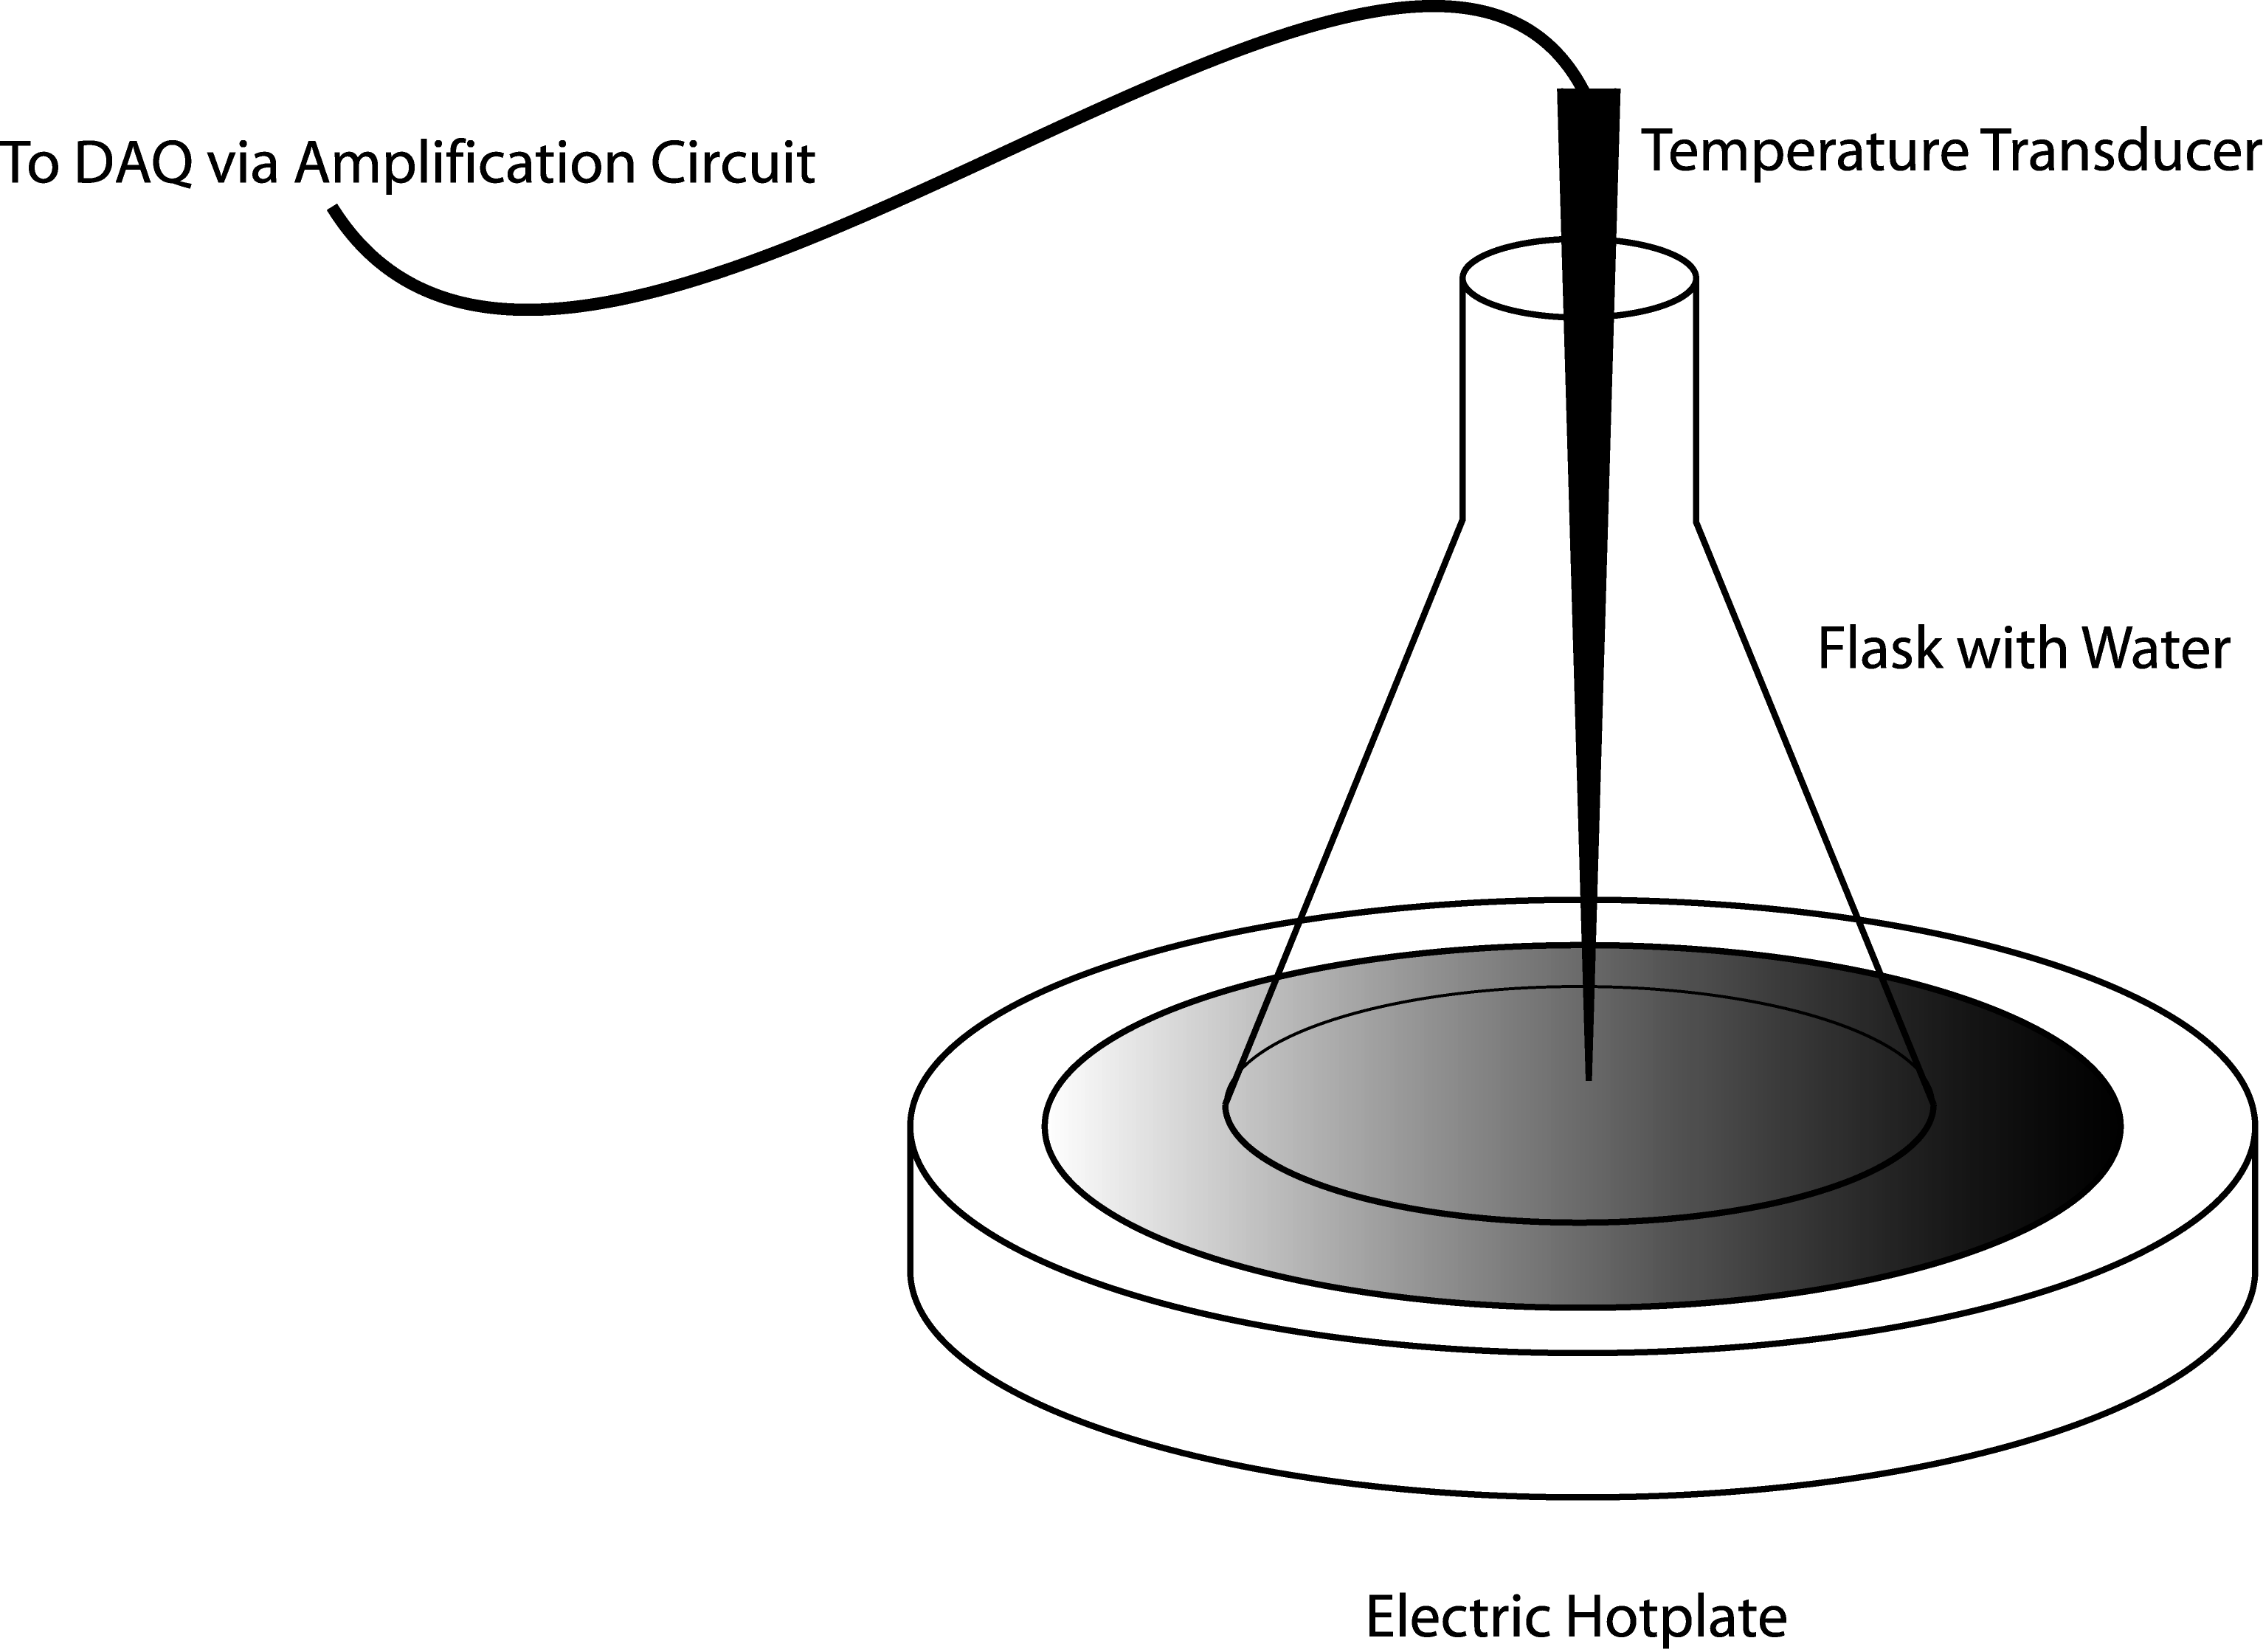 To DAQ via Amplification Circuit
Temperature Transducer
Flask with Water
Electric Hotplate